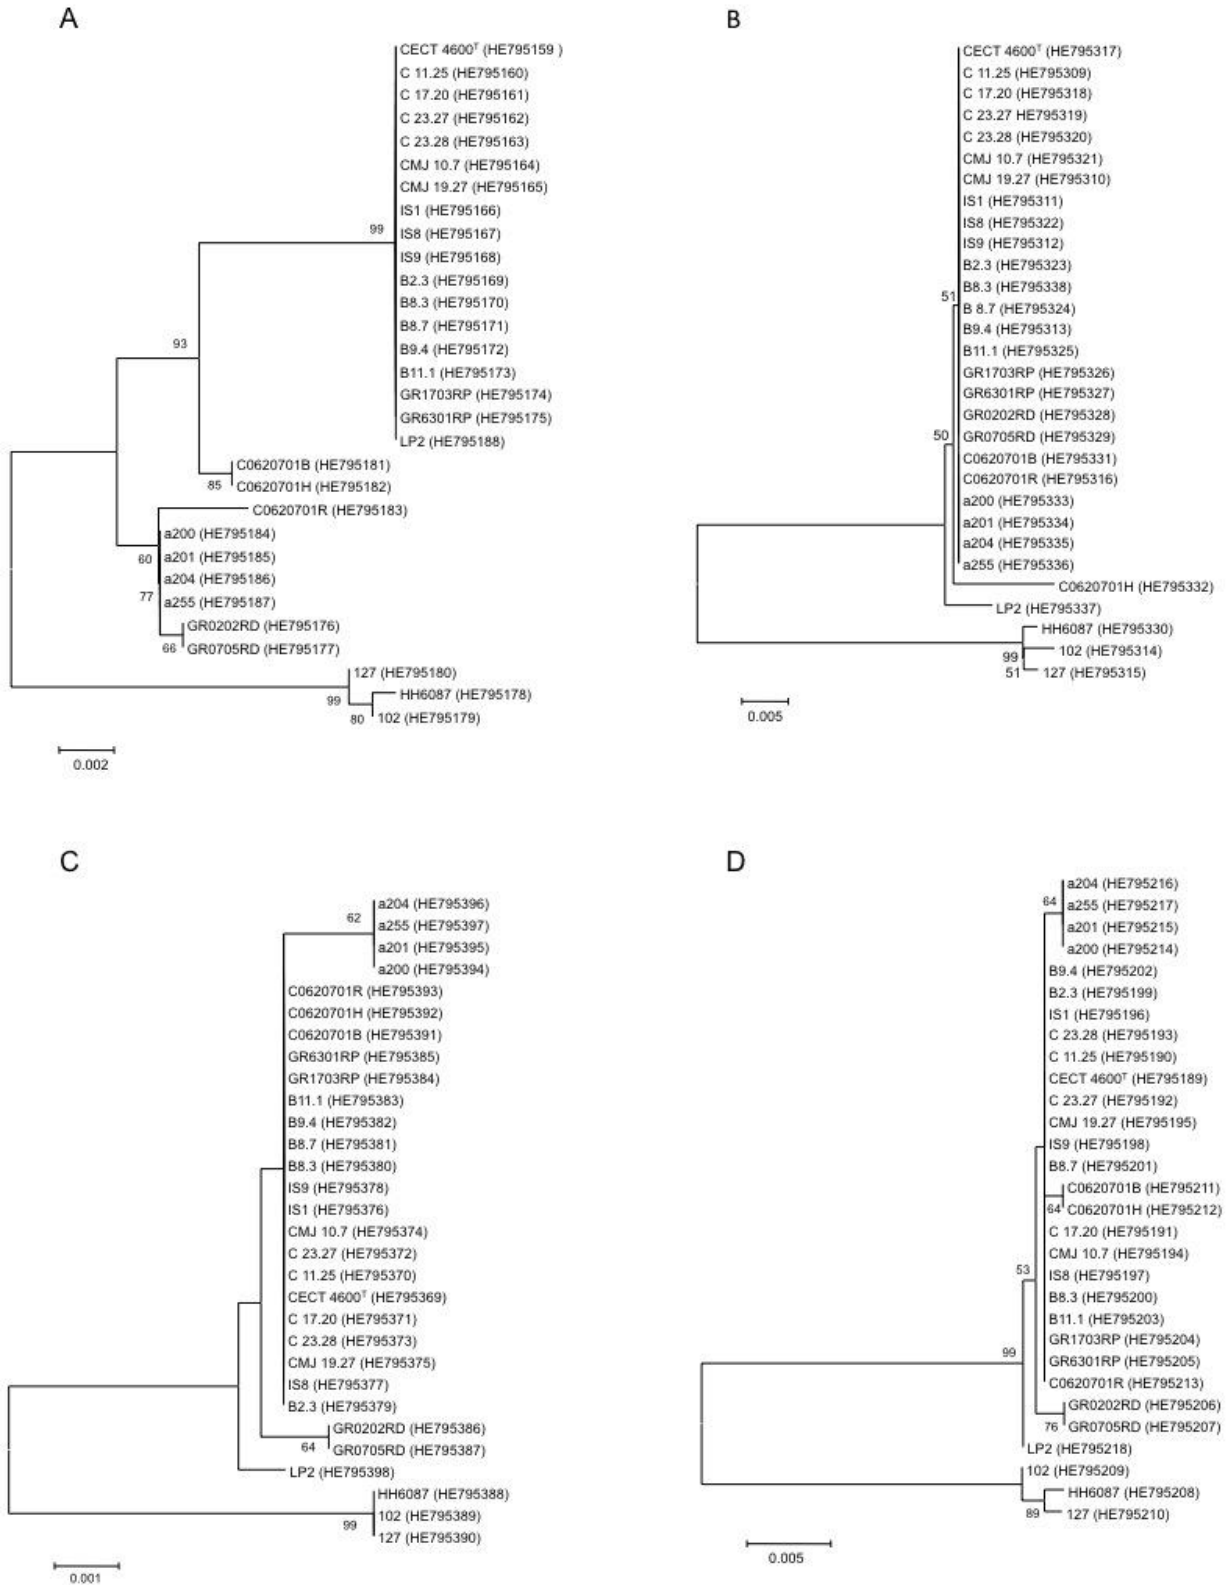 A
CECT 4600ᵀ (HE795159 )
C 11.25 (HE795160)
C 17.20 (HE795161)
C 23.27 (HE795162)
C 23.28 (HE795163)
CMJ 10.7 (HE795164)
CMJ 19.27 (HE795165)
IS1 (HE795166)
99
IS8 (HE795167)
IS9 (HE795168)
B2.3 (HE795169)
B8.3 (HE795170)
B8.7 (HE795171)
93
B9.4 (HE795172)
B11.1 (HE795173)
GR1703RP (HE795174)
GR6301RP (HE795175)
LP2 (HE795188)
C0620701B (HE795181)
85
C0620701H (HE795182)
C0620701R (HE795183)
a200 (HE795184)
60
a201 (HE795185)
a204 (HE795186)
77
a255 (HE795187)
GR0202RD (HE795176)
66
GR0705RD (HE795177)
127 (HE795180)
99
HH6087 (HE795178)
80
102 (HE795179)
0.002
B
CECT 4600ᵀ (HE795317)
C 11.25 (HE795309)
C 17.20 (HE795318)
C 23.27 HE795319)
C 23.28 (HE795320)
CMJ 10.7 (HE795321)
CMJ 19.27 (HE795310)
IS1 (HE795311)
IS8 (HE795322)
IS9 (HE795312)
B2.3 (HE795323)
B8.3 (HE795338)
51
B 8.7 (HE795324)
B9.4 (HE795313)
B11.1 (HE795325)
GR1703RP (HE795326)
GR6301RP (HE795327)
GR0202RD (HE795328)
50
GR0705RD (HE795329)
C0620701B (HE795331)
C0620701R (HE795316)
a200 (HE795333)
a201 (HE795334)
a204 (HE795335)
a255 (HE795336)
C0620701H (HE795332)
LP2 (HE795337)
HH6087 (HE795330)
99
102 (HE795314)
51
127 (HE795315)
0.005
C
a204 (HE795396)
62
a255 (HE795397)
a201 (HE795395)
a200 (HE795394)
C0620701R (HE795393)
C0620701H (HE795392)
C0620701B (HE795391)
GR6301RP (HE795385)
GR1703RP (HE795384)
B11.1 (HE795383)
B9.4 (HE795382)
B8.7 (HE795381)
B8.3 (HE795380)
IS9 (HE795378)
IS1 (HE795376)
CMJ 10.7 (HE795374)
C 23.27 (HE795372)
C 11.25 (HE795370)
CECT 4600ᵀ (HE795369)
C 17.20 (HE795371)
C 23.28 (HE795373)
CMJ 19.27 (HE795375)
IS8 (HE795377)
B2.3 (HE795379)
GR0202RD (HE795386)
64
GR0705RD (HE795387)
LP2 (HE795398)
HH6087 (HE795388)
102 (HE795389)
99
127 (HE795390)
0.001
D
a204 (HE795216)
64
a255 (HE795217)
a201 (HE795215)
a200 (HE795214)
B9.4 (HE795202)
B2.3 (HE795199)
IS1 (HE795196)
C 23.28 (HE795193)
C 11.25 (HE795190)
CECT 4600ᵀ (HE795189)
C 23.27 (HE795192)
CMJ 19.27 (HE795195)
IS9 (HE795198)
B8.7 (HE795201)
C0620701B (HE795211)
64
C0620701H (HE795212)
C 17.20 (HE795191)
CMJ 10.7 (HE795194)
53
IS8 (HE795197)
B8.3 (HE795200)
B11.1 (HE795203)
GR1703RP (HE795204)
99
GR6301RP (HE795205)
C0620701R (HE795213)
GR0202RD (HE795206)
76
GR0705RD (HE795207)
LP2 (HE795218)
102 (HE795209)
HH6087 (HE795208)
89
127 (HE795210)
0.005